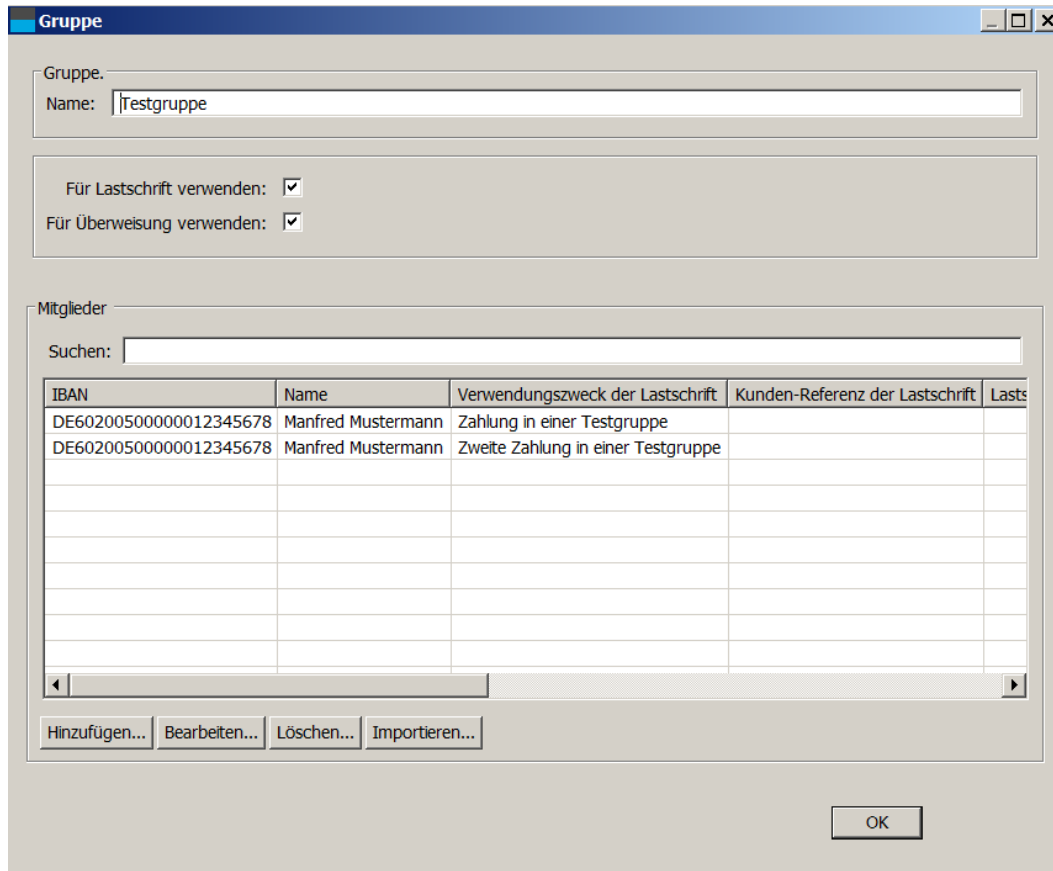 Gruppe
Gruppe.
Name: Testgruppe
Für Lastschrift verwenden:
Für Überweisung verwenden:
Mitglieder
Suchen:
IBAN Name Verwendungszweck der Lastschrift Kunden-Referenz der Lastschrift Lasts
DE60200500000012345678 Manfred Mustermann Zahlung in einer Testgruppe
DE60200500000012345678 Manfred Mustermann Zweite Zahlung in einer Testgruppe
Hinzufügen... Bearbeiten... Löschen... Importieren...
OK